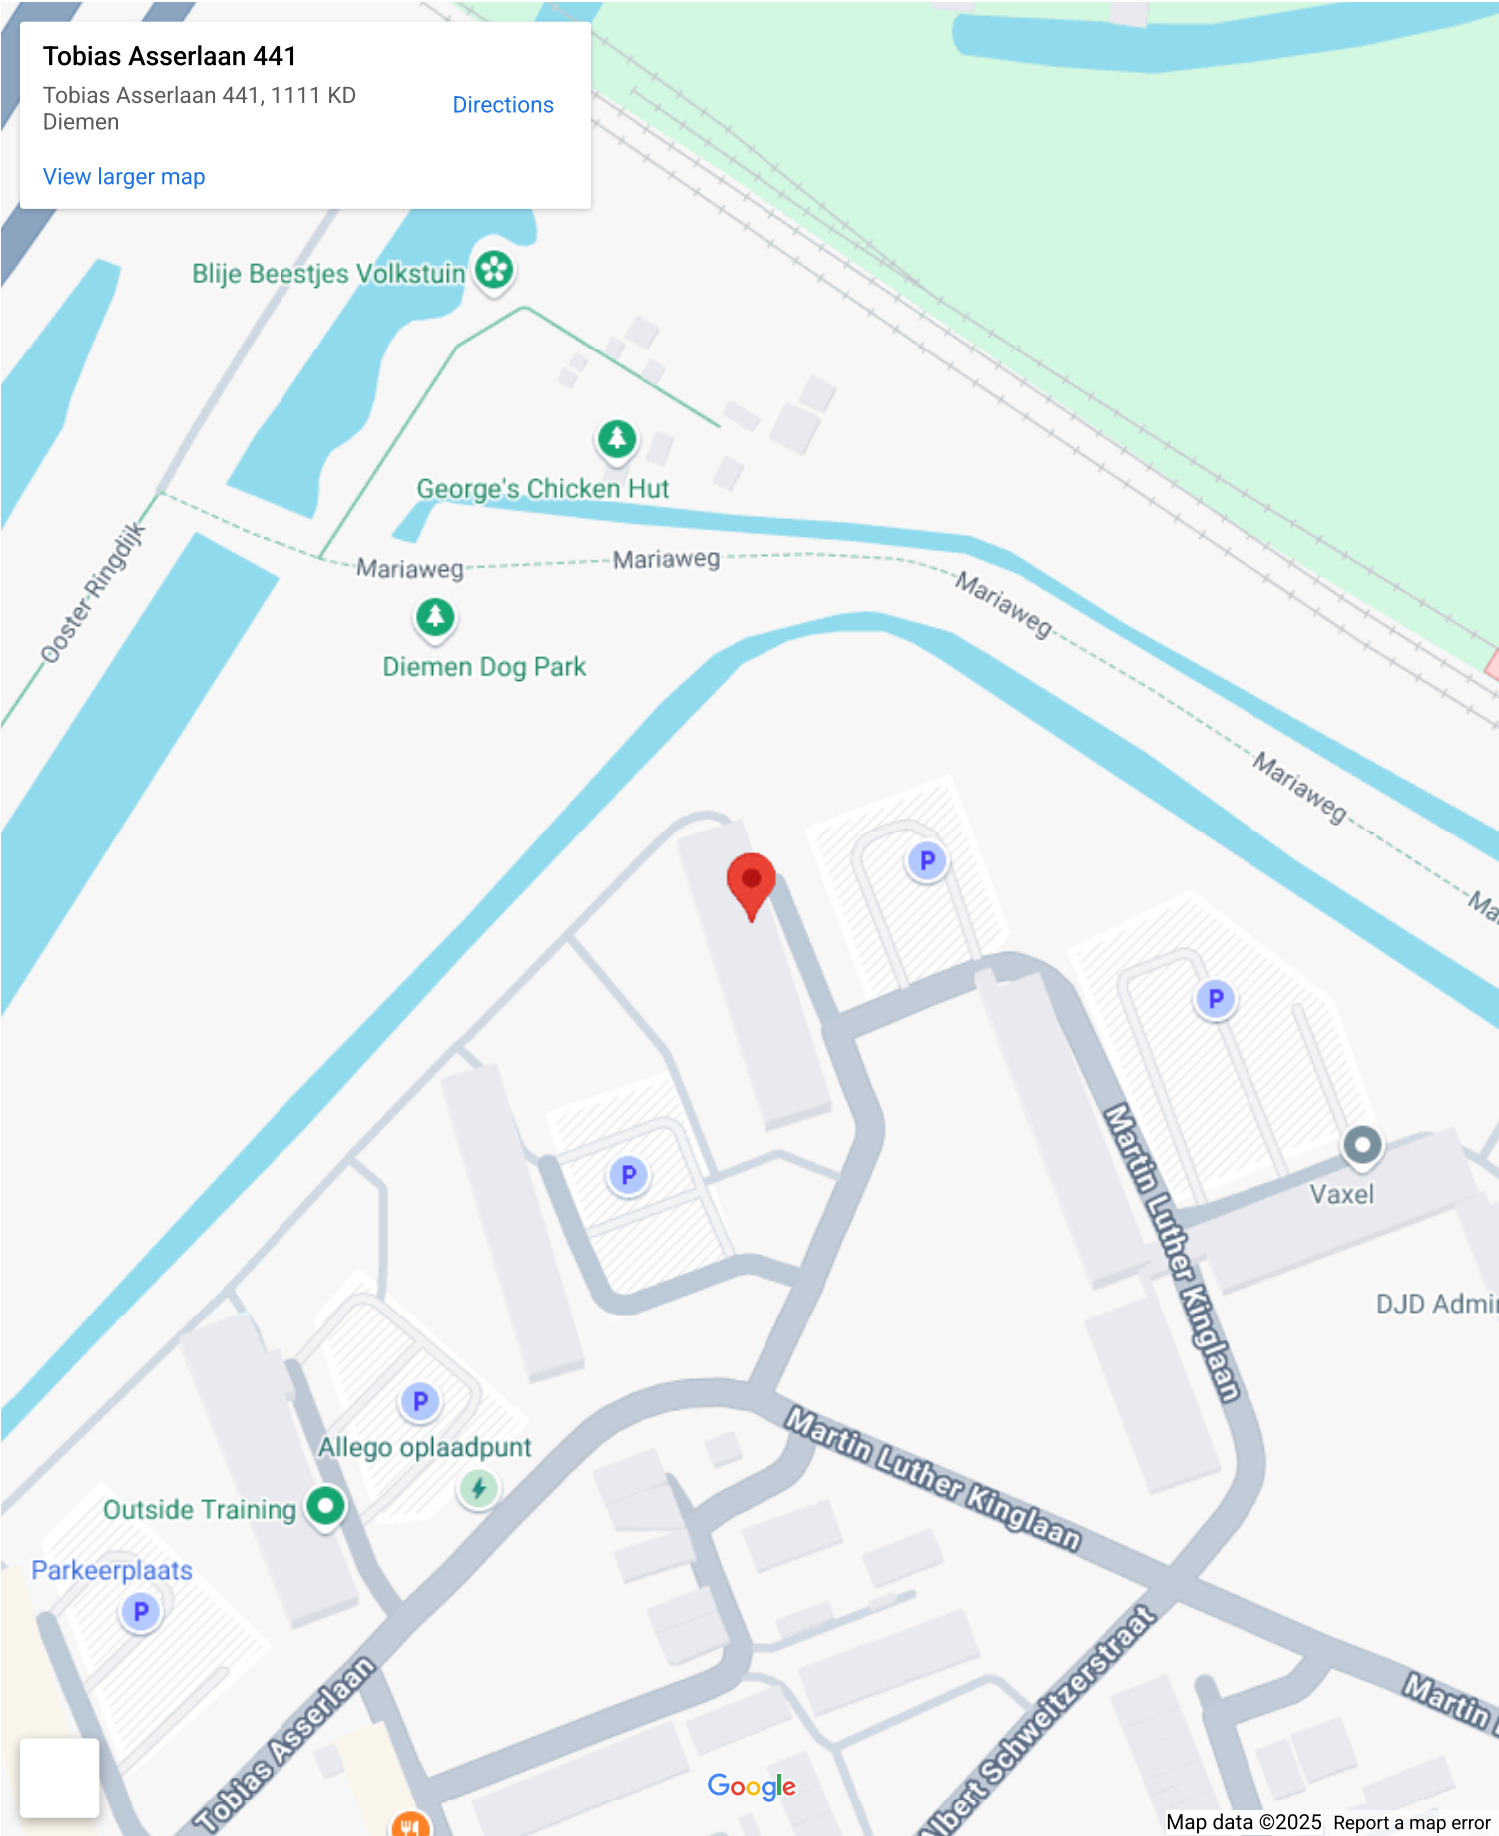 Tobias Asserlaan 441
Tobias Asserlaan 441, 1111 KD
Diemen
Directions
View larger map
Blije Beestjes Volkstuin
George's Chicken Hut
Ooster Ringdijk
Mariaweg
Mariaweg
Mariaweg
Diemen Dog Park
Mariaweg
Ma
P
P
P
Martin Luther Kinglaan
Vaxel
DJD Admi
P
Allego oplaadpunt
Martin Luther Kinglaan
Outside Training
Parkeerplaats
P
Tobias Asserlaan
Albert Schweitzerstraat
Martin
Google
Map data ©2025
Report a map error